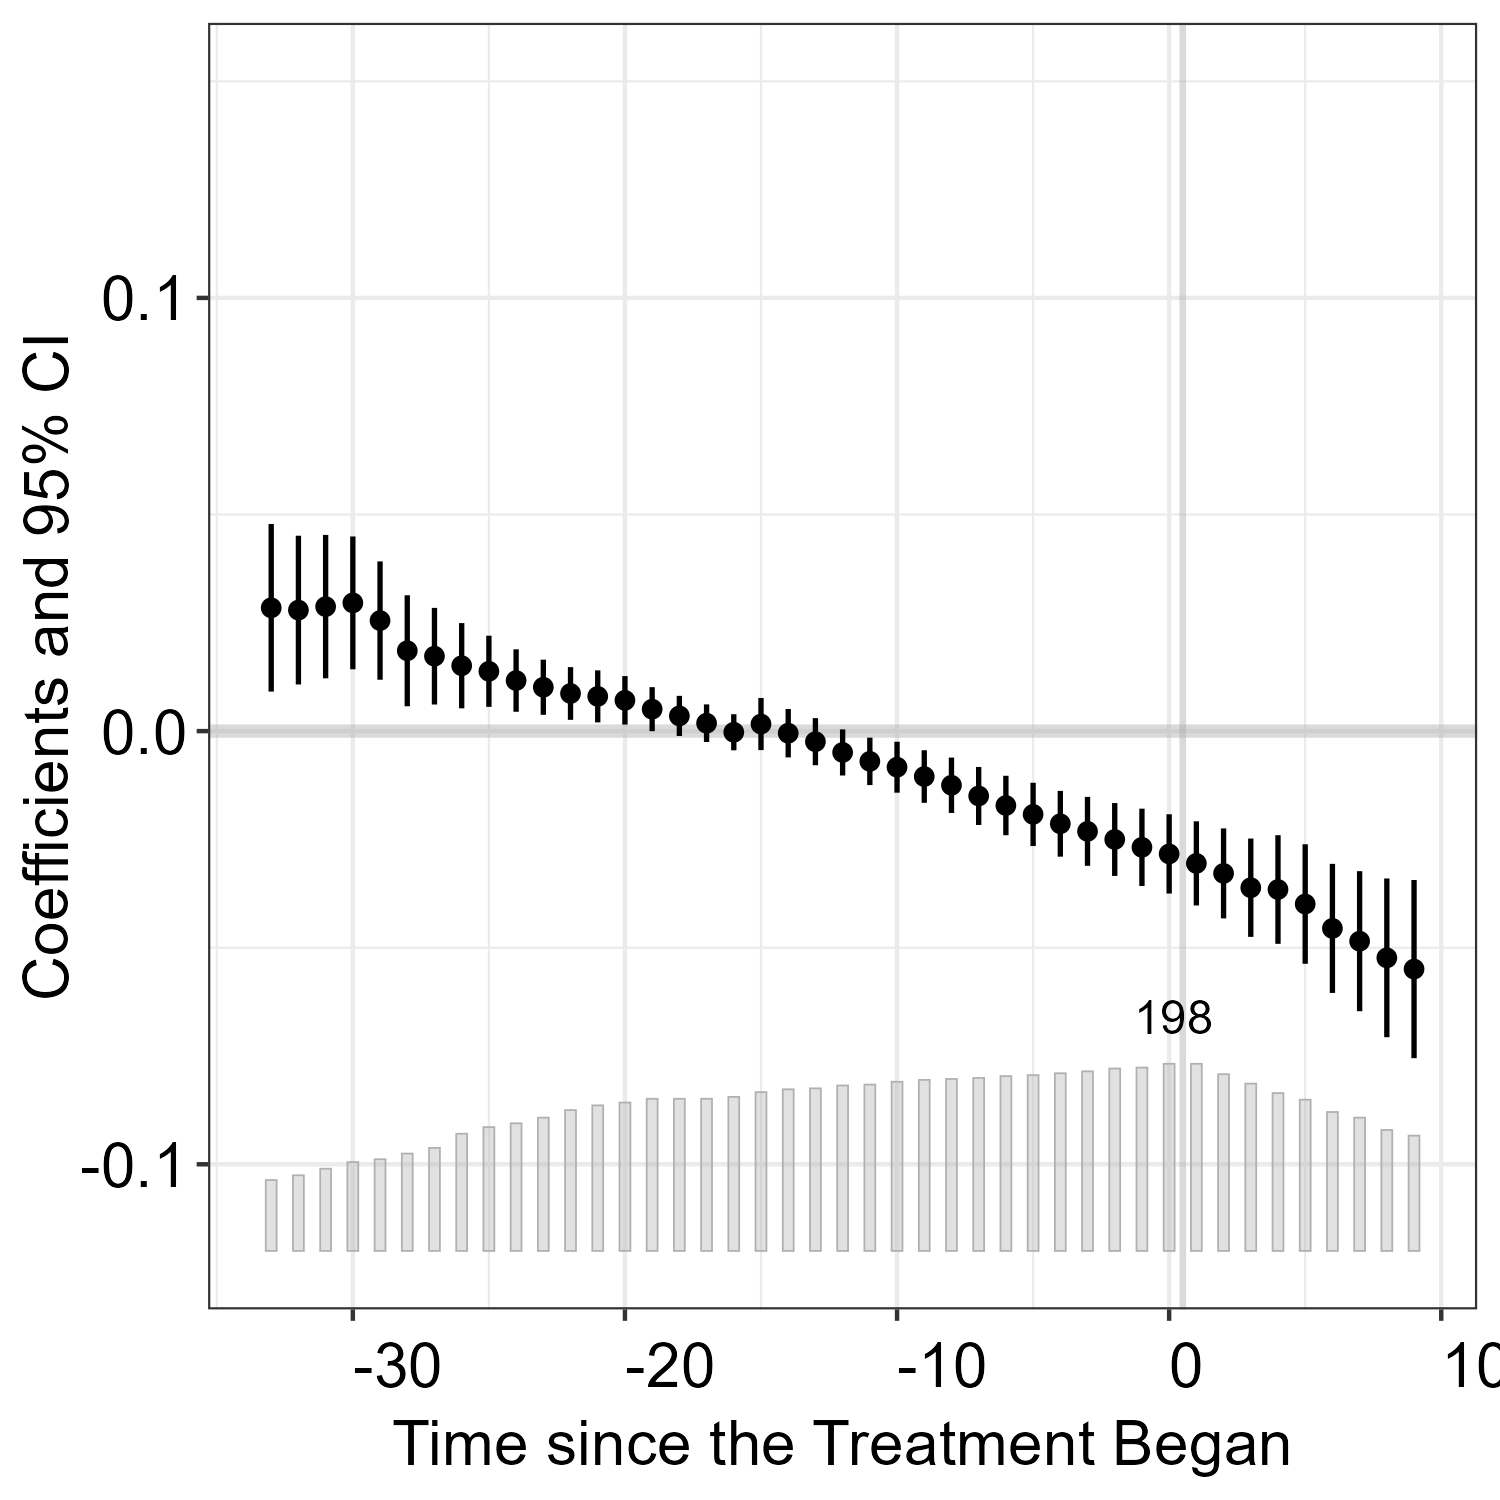 Coefficients and 95% CI
0.1
0.0
-0.1
198
-30 -20 -10 0 10
Time since the Treatment Began